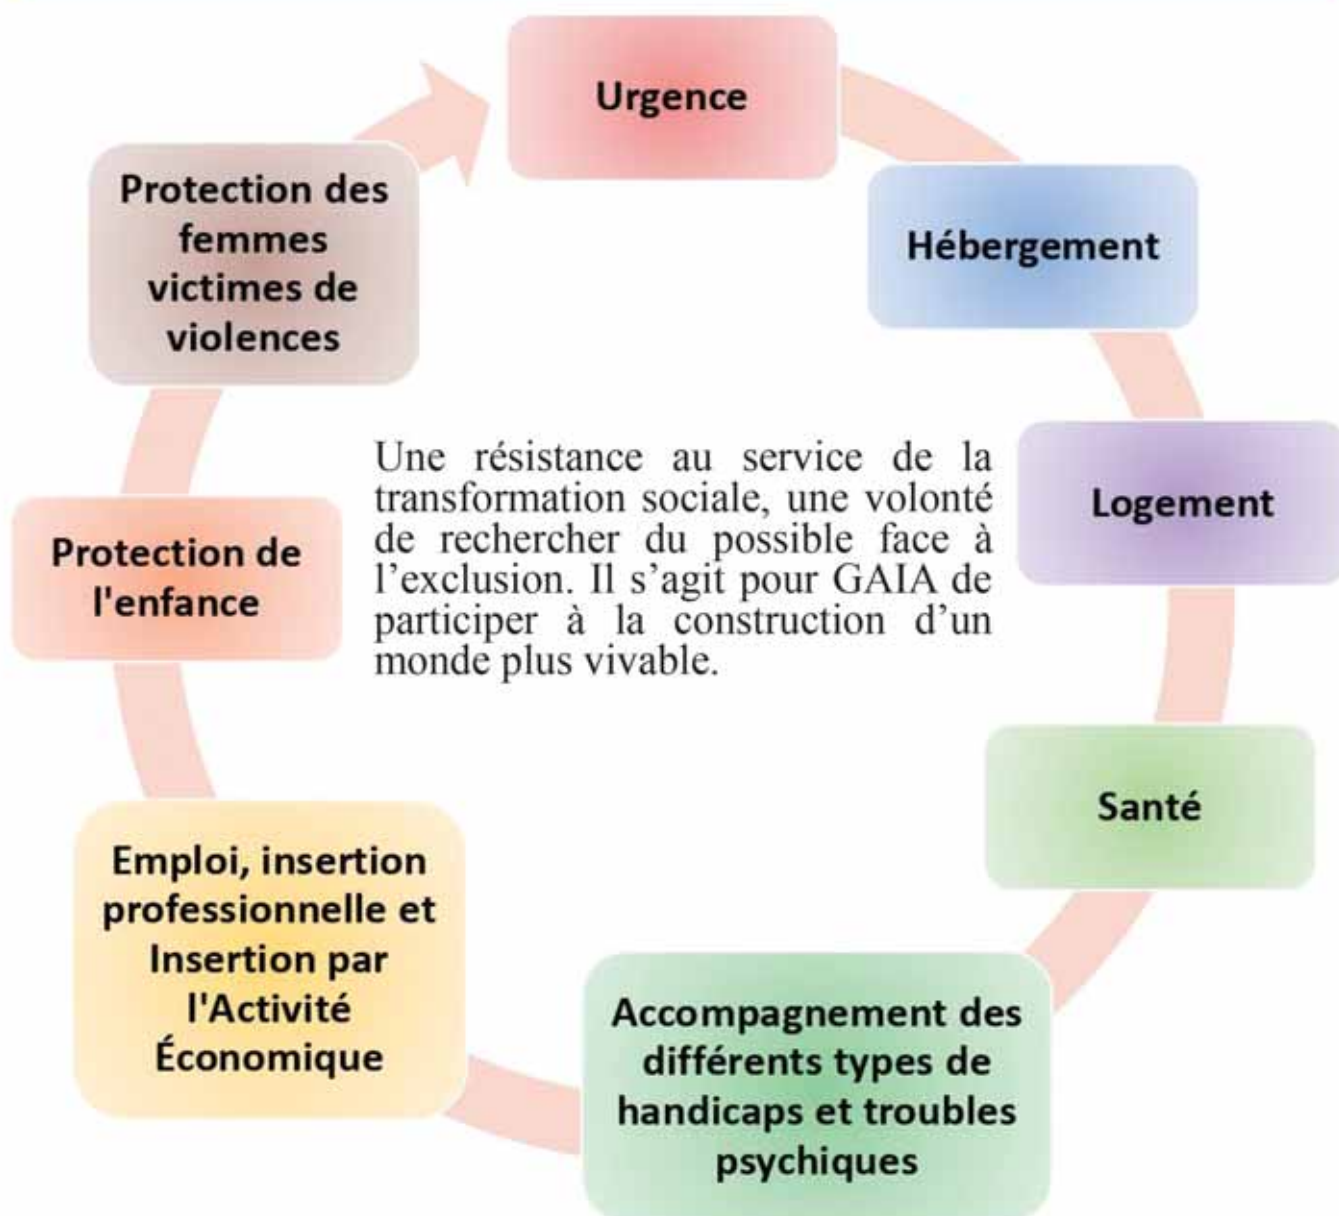 Urgence
Hébergement
Logement
Santé
Accompagnement des
différents types de
handicaps et troubles
psychiques
Emploi, insertion
professionnelle et
Insertion par
l'Activité
Économique
Protection de
l'enfance
Protection des
femmes
victimes de
violences
Une résistance au service de la
transformation sociale, une volonté
de rechercher du possible face à
l’exclusion. Il s’agit pour GAIA de
participer à la construction d’un
monde plus vivable.